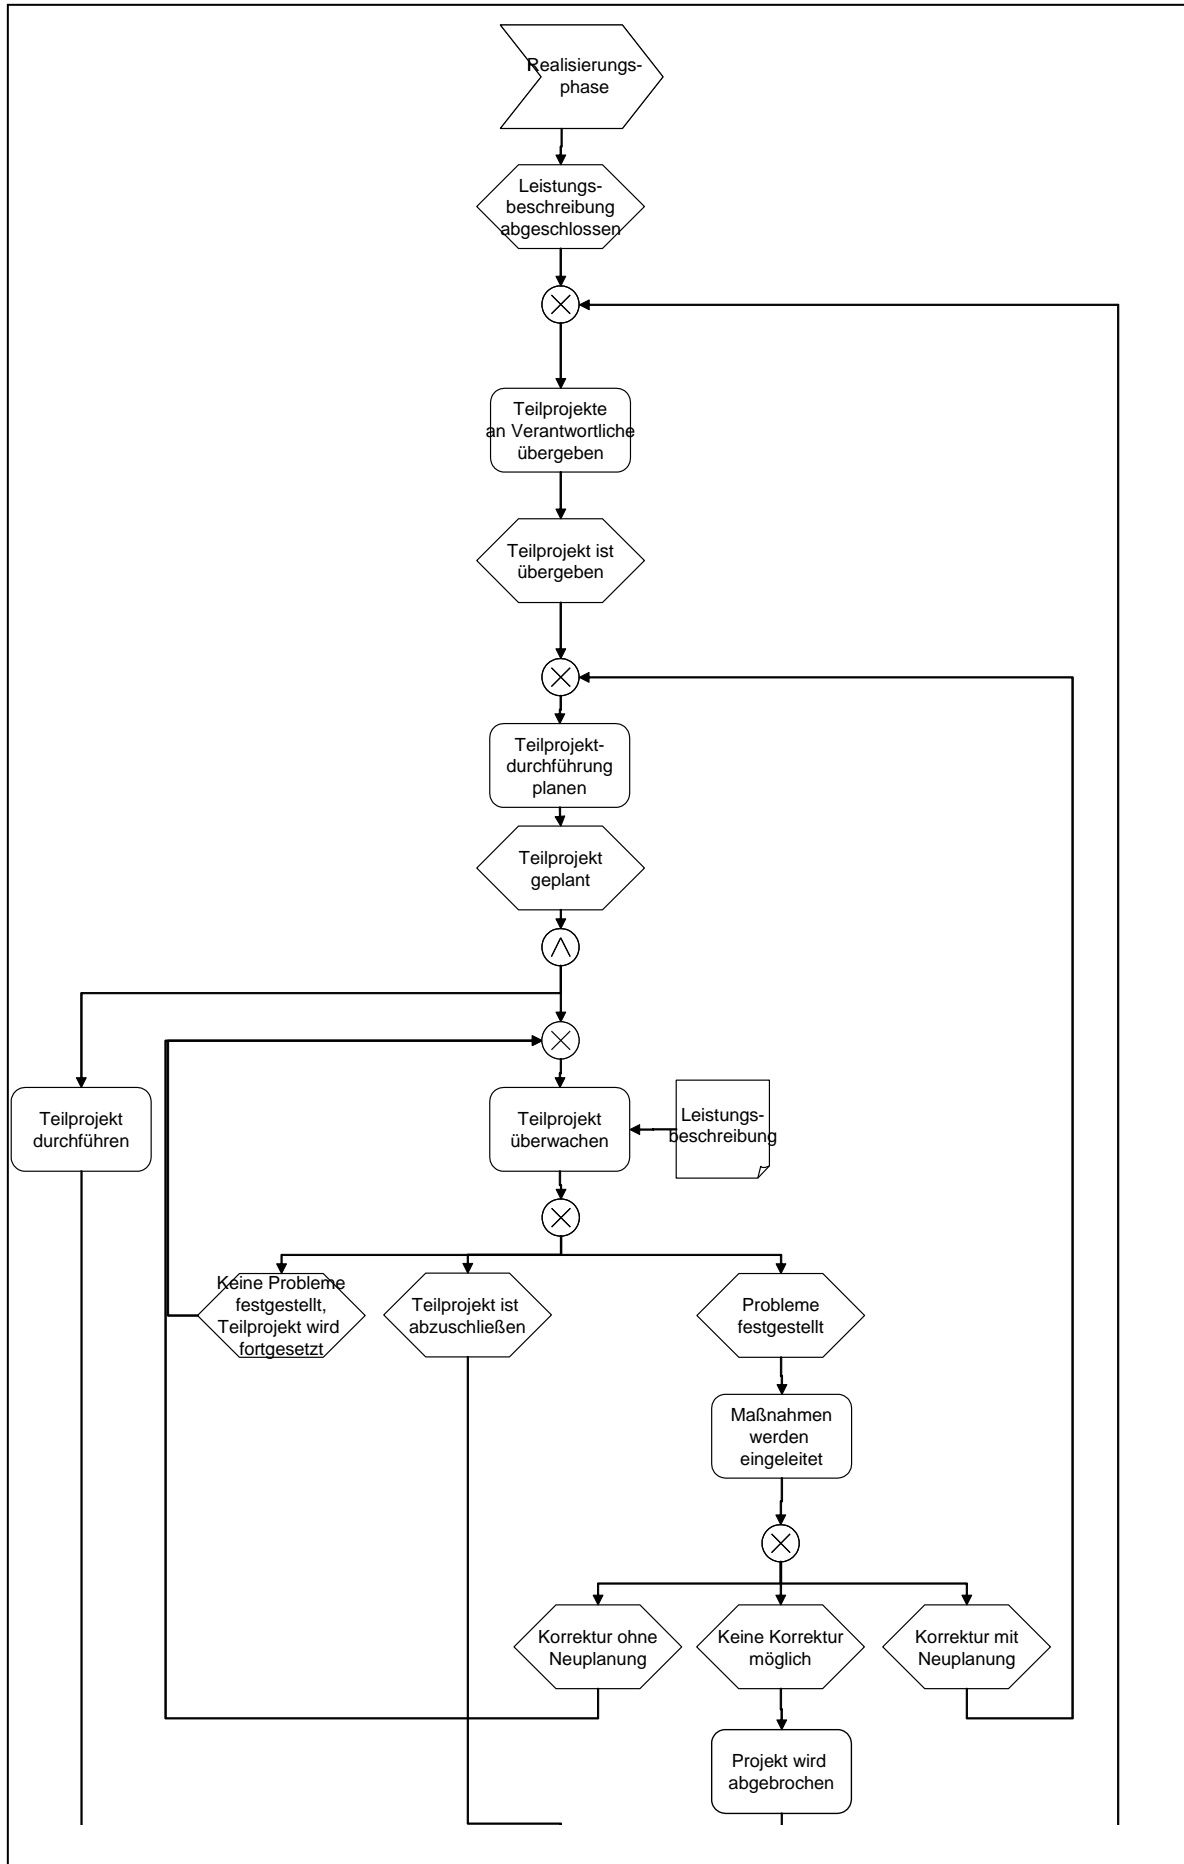 Realisierungs-
phase
Leistungs-
beschreibung
abgeschlossen
Teilprojekte
an Verantwortliche
übergeben
Teilprojekt ist
übergeben
Teilprojekt-
durchführung
planen
Teilprojekt
geplant
Teilprojekt
durchführen
Teilprojekt
überwachen
Leistungs-
beschreibung
Keine Probleme
festgestellt,
Teilprojekt wird
fortgesetzt
Teilprojekt ist
abzuschließen
Probleme
festgestellt
Maßnahmen
werden
eingeleitet
Korrektur ohne
Neuplanung
Keine Korrektur
möglich
Korrektur mit
Neuplanung
Projekt wird
abgebrochen